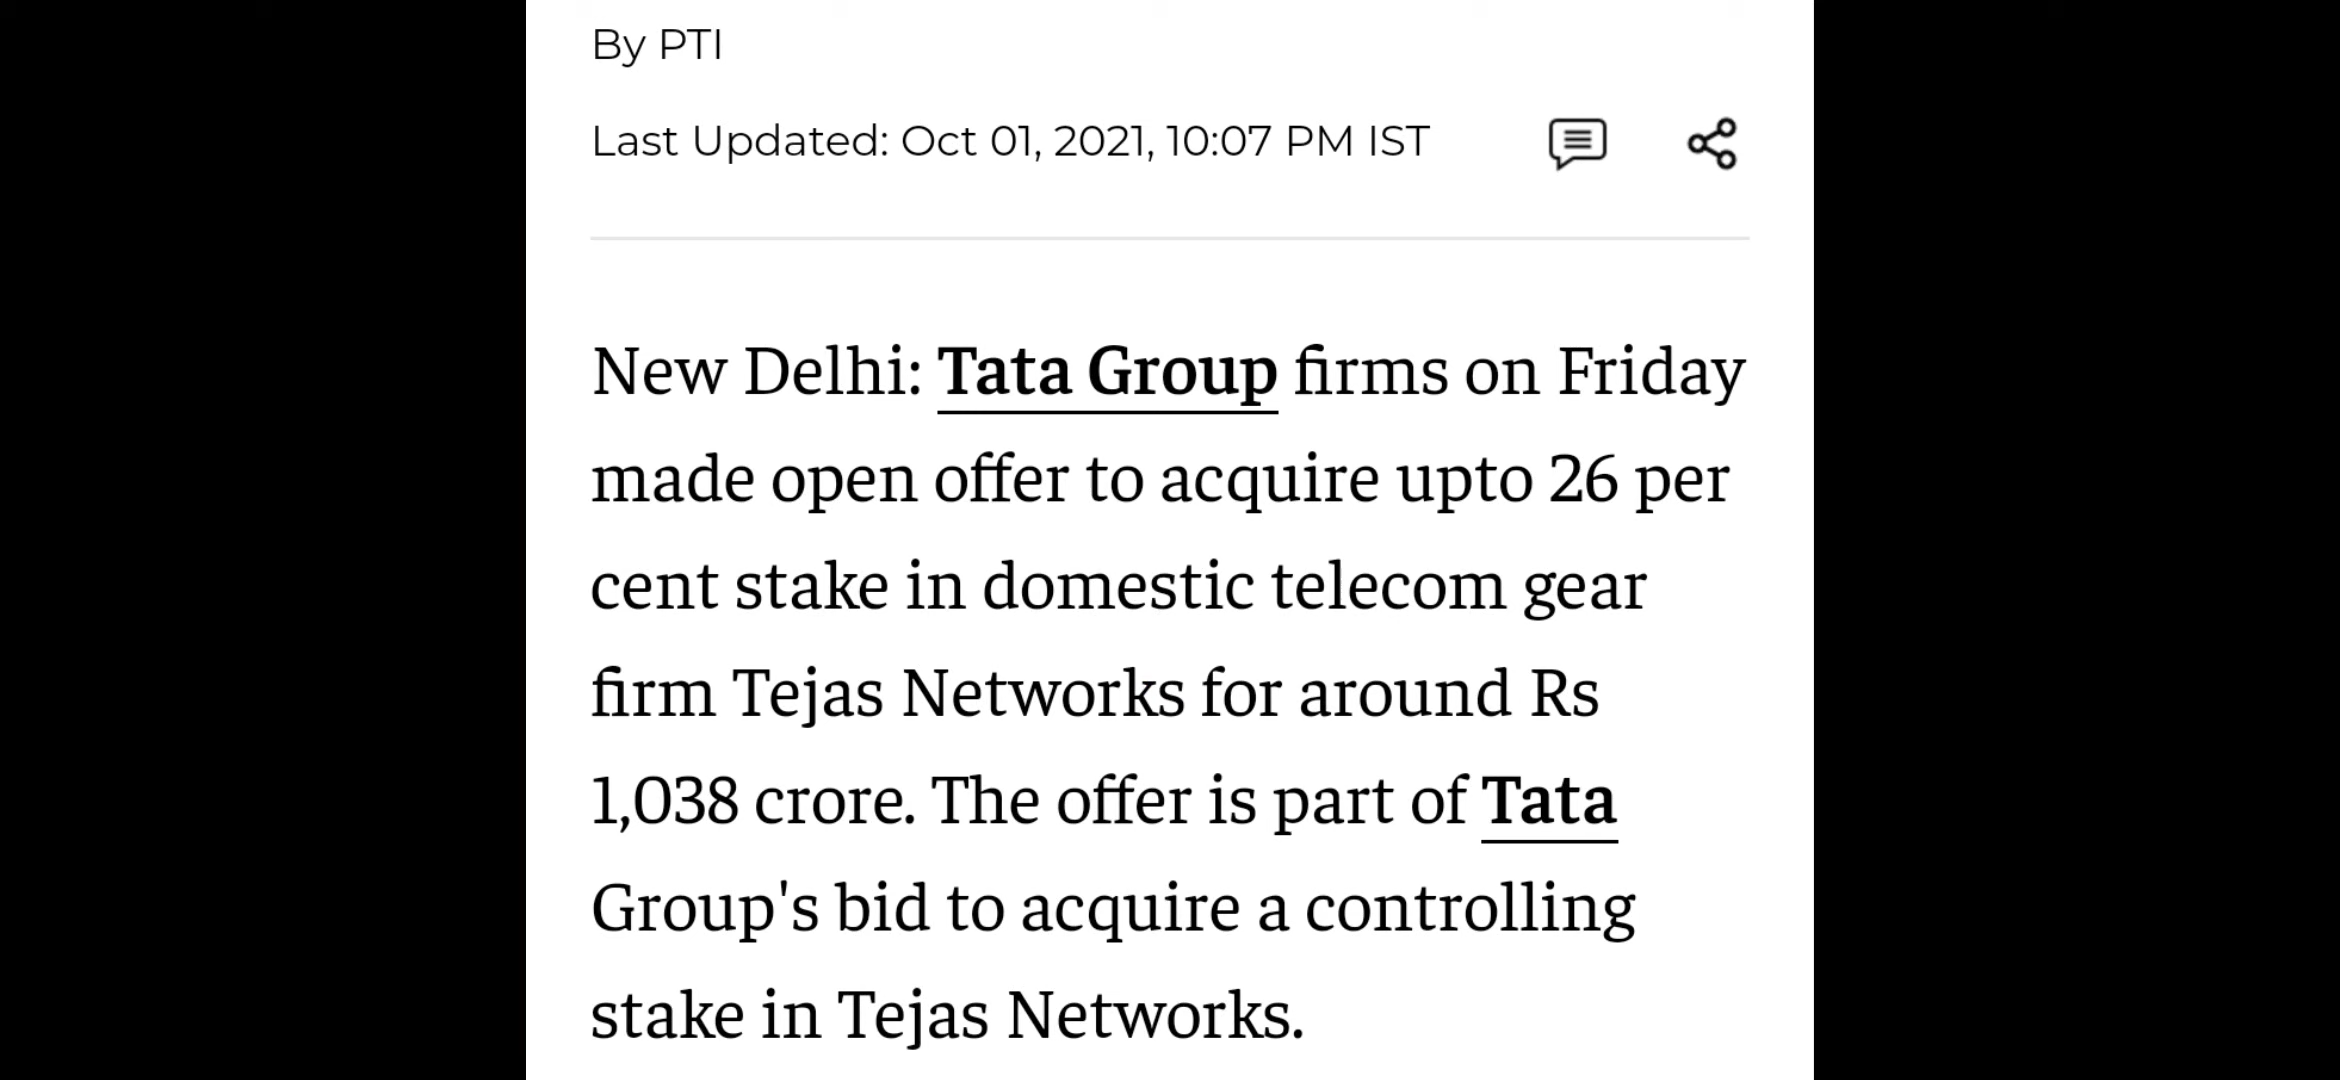 By PTI
Last Updated: Oct 01, 2021, 10:07 PM IST
New Delhi: Tata Group firms on Friday
made open offer to acquire upto 26 per
cent stake in domestic telecom gear
firm Tejas Networks for around Rs
1,038 crore. The offer is part of Tata
Group's bid to acquire a controlling
stake in Tejas Networks.